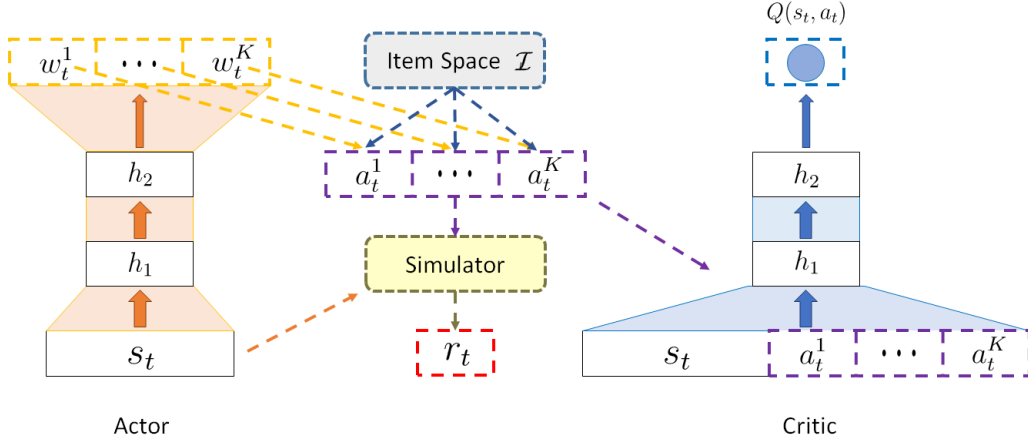 Q(s_t, a_t)
w_t^1 ··· w_t^K
Item Space ℐ
h_2
a_t^1 ··· a_t^K
h_2
h_1
Simulator
h_1
s_t
r_t
s_t a_t^1 ··· a_t^K
Actor
Critic